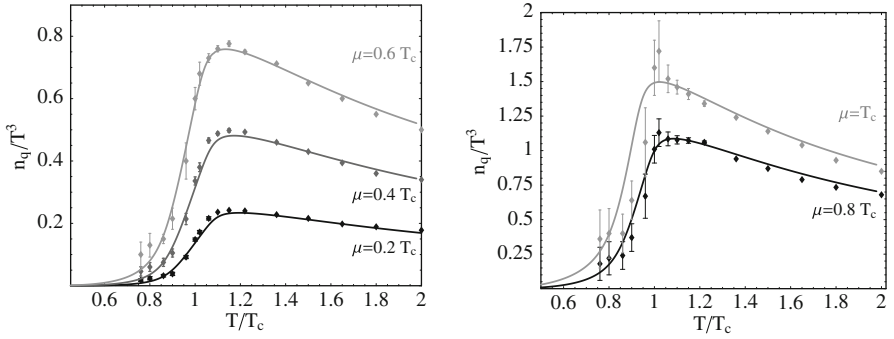 0.8
0.6
0.4
0.2
n_q/T^3
μ=0.6 T_c
μ=0.4 T_c
μ=0.2 T_c
0.6 0.8 1 1.2 1.4 1.6 1.8 2
T/T_c
2
1.75
1.5
1.25
1
0.75
0.5
0.25
n_q/T^3
μ=T_c
μ=0.8 T_c
0.6 0.8 1 1.2 1.4 1.6 1.8 2
T/T_c